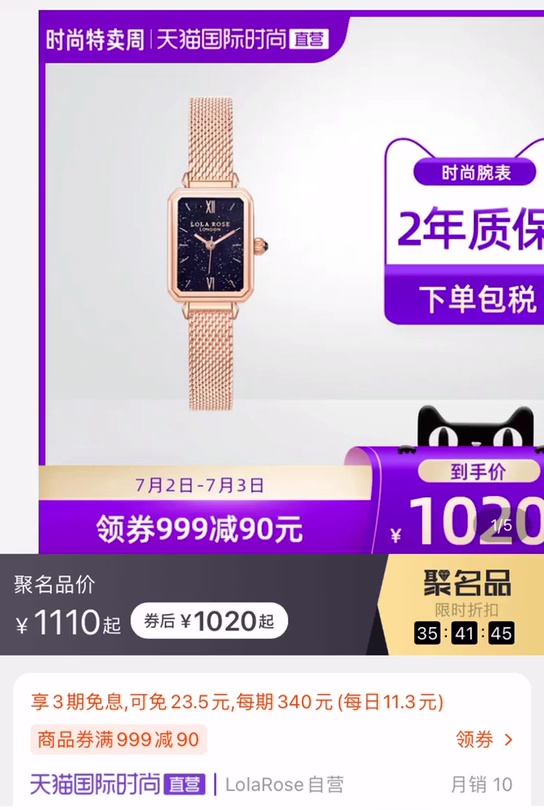 时尚特卖周|天猫国际时尚 直营
时尚腕表
XII
LOLA ROSE
LONDON
VI
2年质保
下单包税
7月2日-7月3日
到手价
领券999减90元
¥1020
1/5
聚名品价
¥1110起 券后¥1020起
聚名品
限时折扣
35:41:45
享3期免息,可免23.5元,每期340元(每日11.3元)
商品券满999减90
领券 >
天猫国际时尚 直营 | LolaRose自营
月销 10